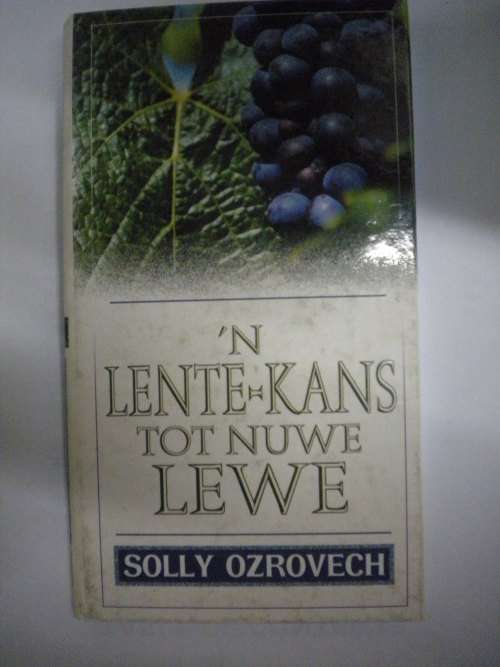 'N
LENTE-KANS
TOT NUWE
LEWE
SOLLY OZROVECH